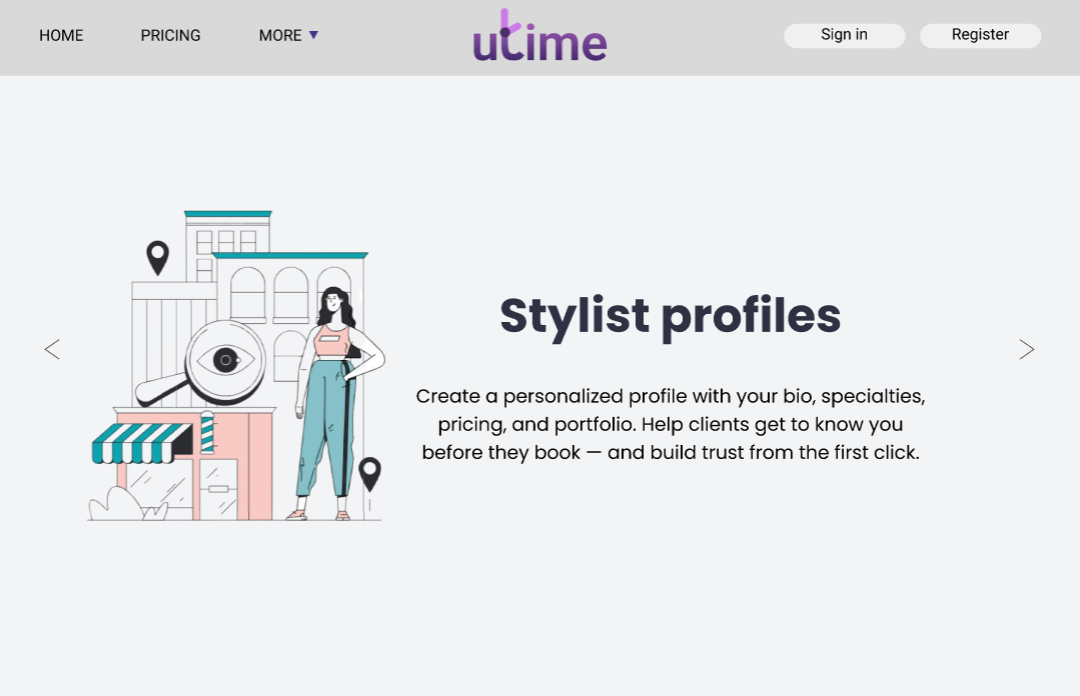 HOME PRICING MORE utime Sign in Register
Stylist profiles
Create a personalized profile with your bio, specialties,
pricing, and portfolio. Help clients get to know you
before they book — and build trust from the first click.